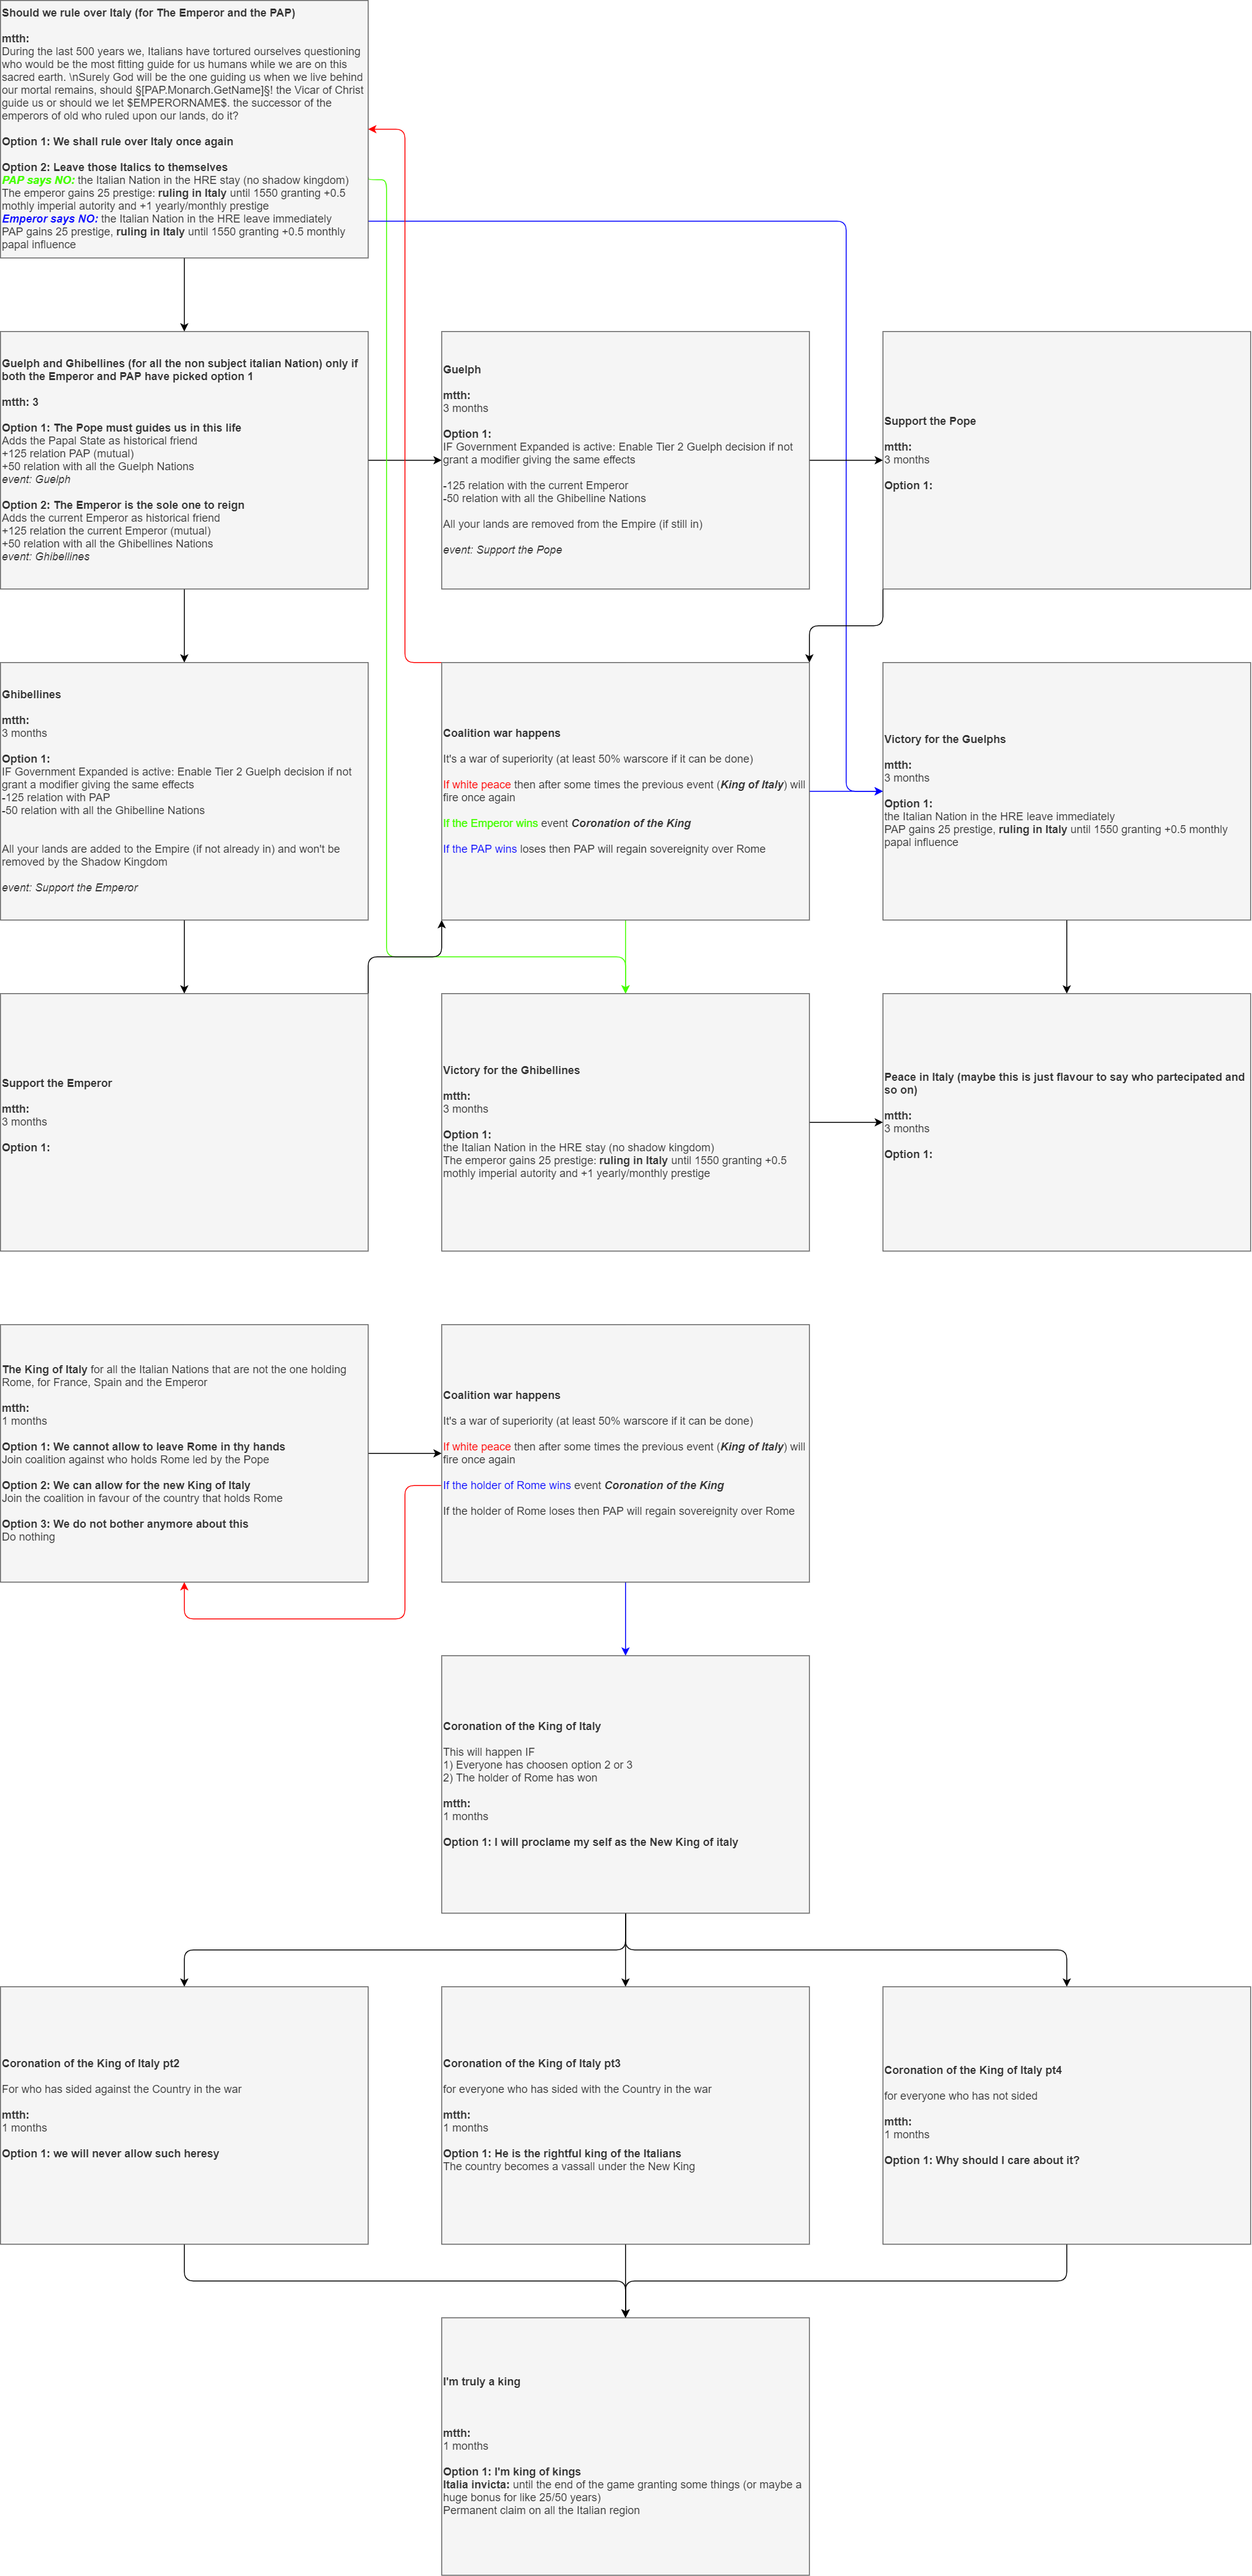 Should we rule over Italy (for The Emperor and the PAP)
mtth:
During the last 500 years we, Italians have tortured ourselves questioning
who would be the most fitting guide for us humans while we are on this
sacred earth. \nSurely God will be the one guiding us when we live behind
our mortal remains, should §[PAP.Monarch.GetName]§! the Vicar of Christ
guide us or should we let $EMPERORNAME$. the successor of the
emperors of old who ruled upon our lands, do it?
Option 1: We shall rule over Italy once again
Option 2: Leave those Italics to themselves
PAP says NO: the Italian Nation in the HRE stay (no shadow kingdom)
The emperor gains 25 prestige: ruling in Italy until 1550 granting +0.5
mothly imperial autority and +1 yearly/monthly prestige
Emperor says NO: the Italian Nation in the HRE leave immediately
PAP gains 25 prestige, ruling in Italy until 1550 granting +0.5 monthly
papal influence
Guelph and Ghibellines (for all the non subject italian Nation) only if
both the Emperor and PAP have picked option 1
mtth: 3
Option 1: The Pope must guides us in this life
Adds the Papal State as historical friend
+125 relation PAP (mutual)
+50 relation with all the Guelph Nations
event: Guelph
Option 2: The Emperor is the sole one to reign
Adds the current Emperor as historical friend
+125 relation the current Emperor (mutual)
+50 relation with all the Ghibellines Nations
event: Ghibellines
Guelph
mtth:
3 months
Option 1:
IF Government Expanded is active: Enable Tier 2 Guelph decision if not
grant a modifier giving the same effects
-125 relation with the current Emperor
-50 relation with all the Ghibelline Nations
All your lands are removed from the Empire (if still in)
event: Support the Pope
Support the Pope
mtth:
3 months
Option 1:
Ghibellines
mtth:
3 months
Option 1:
IF Government Expanded is active: Enable Tier 2 Guelph decision if not
grant a modifier giving the same effects
-125 relation with PAP
-50 relation with all the Ghibelline Nations
All your lands are added to the Empire (if not already in) and won't be
removed by the Shadow Kingdom
event: Support the Emperor
Coalition war happens
It's a war of superiority (at least 50% warscore if it can be done)
If white peace then after some times the previous event (King of Italy) will
fire once again
If the Emperor wins event Coronation of the King
If the PAP wins loses then PAP will regain sovereignity over Rome
Victory for the Guelphs
mtth:
3 months
Option 1:
the Italian Nation in the HRE leave immediately
PAP gains 25 prestige, ruling in Italy until 1550 granting +0.5 monthly
papal influence
Support the Emperor
mtth:
3 months
Option 1:
Victory for the Ghibellines
mtth:
3 months
Option 1:
the Italian Nation in the HRE stay (no shadow kingdom)
The emperor gains 25 prestige: ruling in Italy until 1550 granting +0.5
mothly imperial autority and +1 yearly/monthly prestige
Peace in Italy (maybe this is just flavour to say who partecipated and
so on)
mtth:
3 months
Option 1:
The King of Italy for all the Italian Nations that are not the one holding
Rome, for France, Spain and the Emperor
mtth:
1 months
Option 1: We cannot allow to leave Rome in thy hands
Join coalition against who holds Rome led by the Pope
Option 2: We can allow for the new King of Italy
Join the coalition in favour of the country that holds Rome
Option 3: We do not bother anymore about this
Do nothing
Coalition war happens
It's a war of superiority (at least 50% warscore if it can be done)
If white peace then after some times the previous event (King of Italy) will
fire once again
If the holder of Rome wins event Coronation of the King
If the holder of Rome loses then PAP will regain sovereignity over Rome
Coronation of the King of Italy
This will happen IF
1) Everyone has choosen option 2 or 3
2) The holder of Rome has won
mtth:
1 months
Option 1: I will proclame my self as the New King of italy
Coronation of the King of Italy pt2
For who has sided against the Country in the war
mtth:
1 months
Option 1: we will never allow such heresy
Coronation of the King of Italy pt3
for everyone who has sided with the Country in the war
mtth:
1 months
Option 1: He is the rightful king of the Italians
The country becomes a vassall under the New King
Coronation of the King of Italy pt4
for everyone who has not sided
mtth:
1 months
Option 1: Why should I care about it?
I'm truly a king
mtth:
1 months
Option 1: I'm king of kings
Italia invicta: until the end of the game granting some things (or maybe a
huge bonus for like 25/50 years)
Permanent claim on all the Italian region